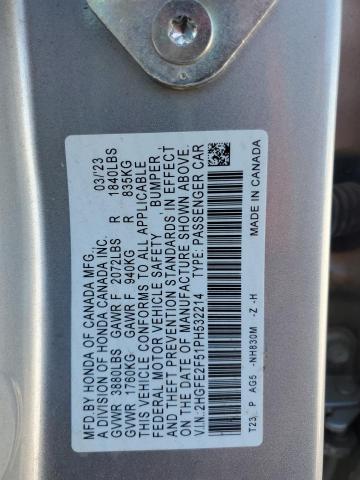 MFD BY HONDA OF CANADA MFG. 03/'23
DIV. OF HONDA CANADA INC.
GVWR 3880LBS GAWR F 2072LBS R 1840LBS
GVWR 1760KG GAWR F 940KG R 835KG
THIS VEHICLE CONFORMS TO ALL APPLICABLE
FEDERAL MOTOR VEHICLE SAFETY , BUMPER ,
AND THEFT PREVENTION STANDARDS IN EFFECT
ON THE DATE OF MANUFACTURE SHOWN ABOVE.
V.I.N: 2HGFE2F51PH532214 TYPE: PASSENGER CAR
T23 P AG5 -NH830M -Z -H MADE IN CANADA